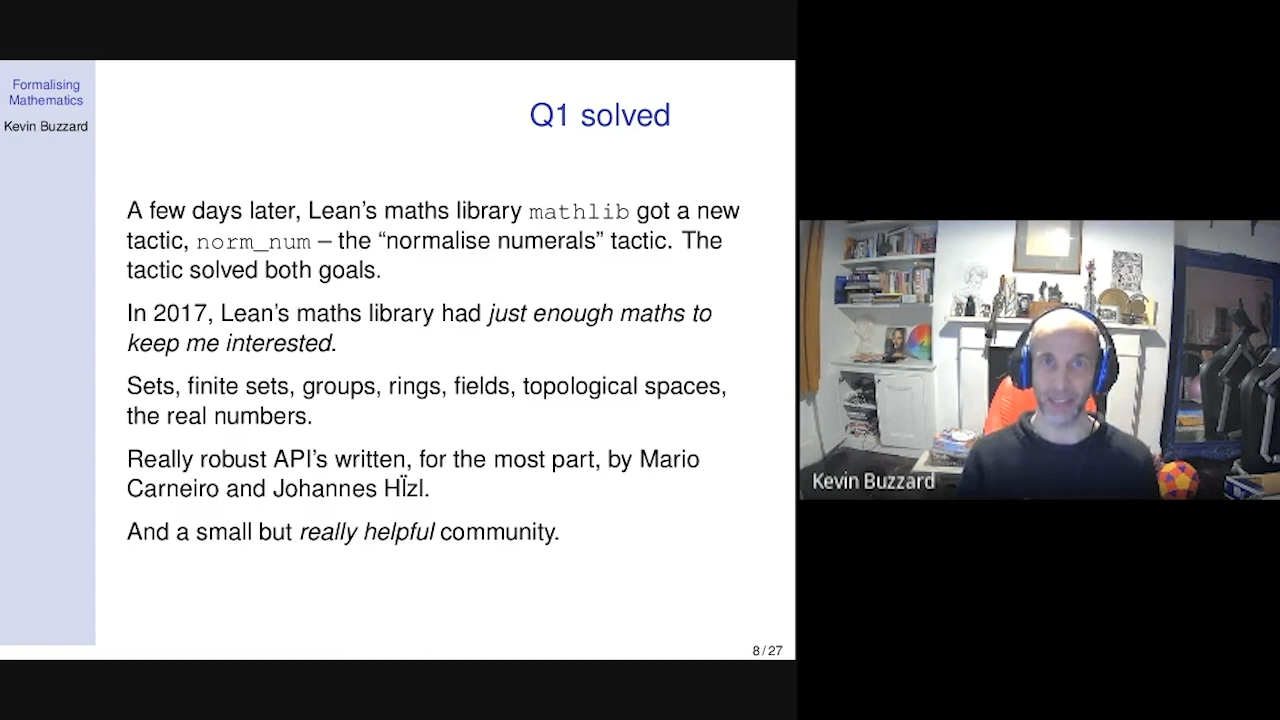 Formalising
Mathematics
Kevin Buzzard
Q1 solved
A few days later, Lean's maths library mathlib got a new
tactic, norm_num – the “normalise numerals” tactic. The
tactic solved both goals.
In 2017, Lean's maths library had just enough maths to
keep me interested.
Sets, finite sets, groups, rings, fields, topological spaces,
the real numbers.
Really robust API's written, for the most part, by Mario
Carneiro and Johannes HÏzl.
And a small but really helpful community.
8 / 27
Kevin Buzzard